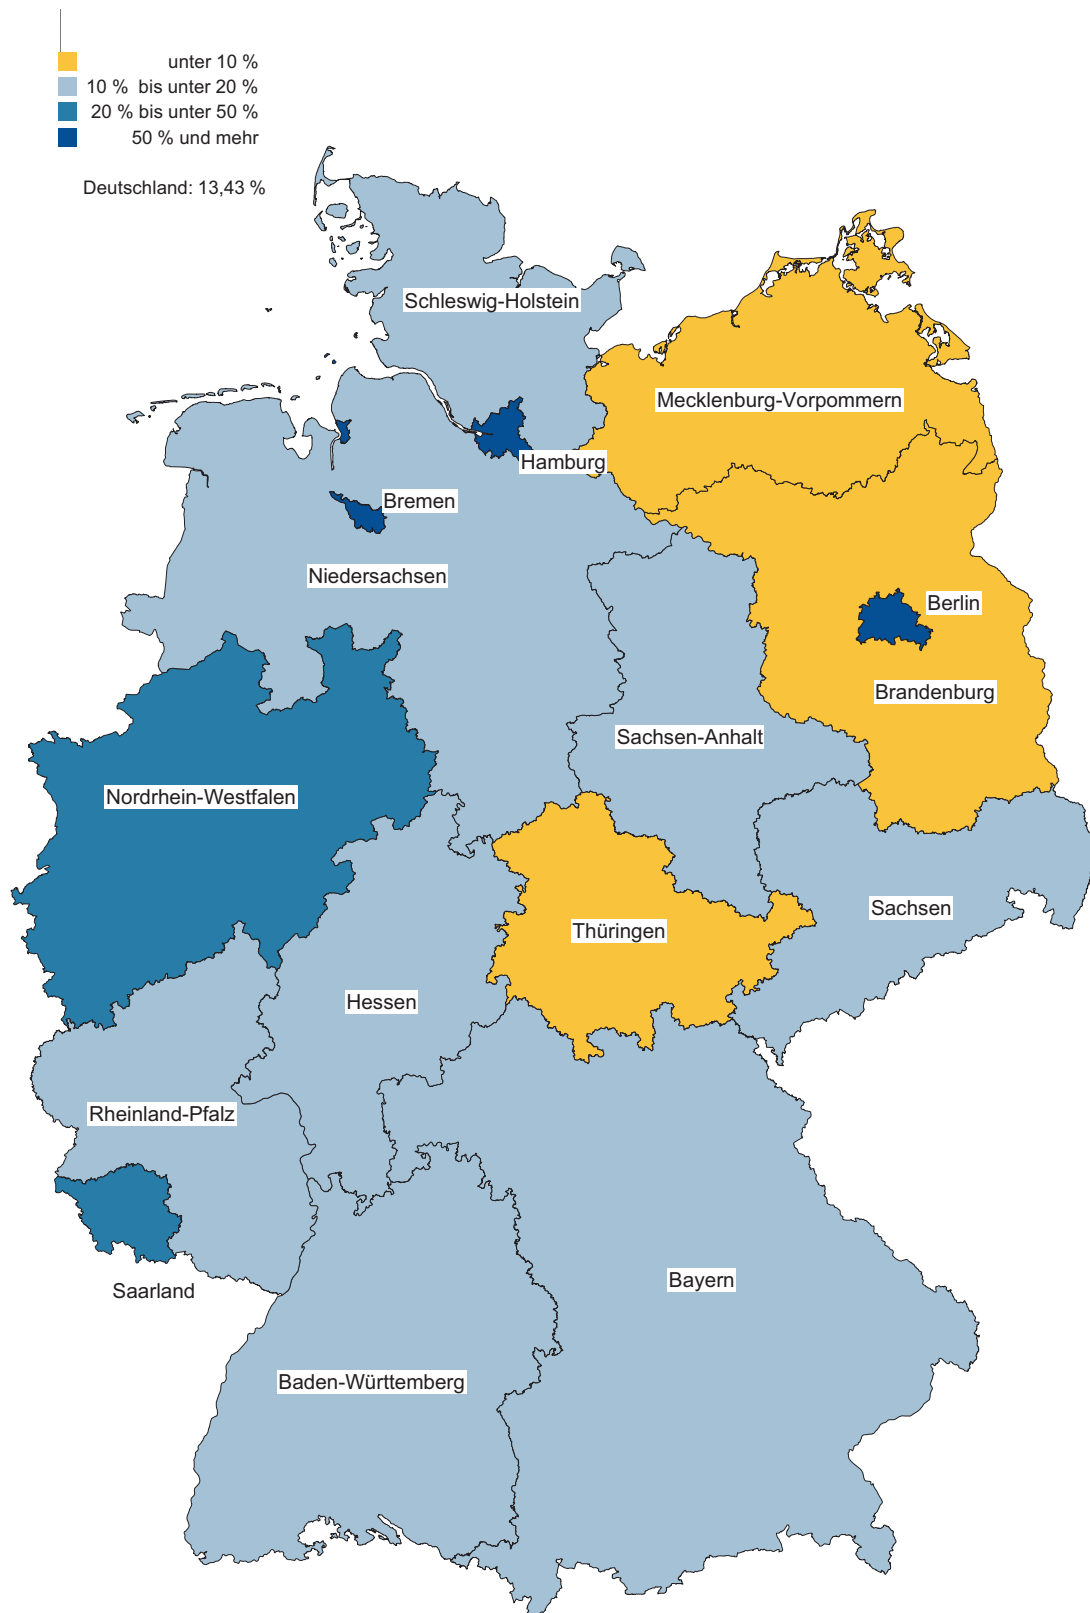 unter 10 %
10 % bis unter 20 %
20 % bis unter 50 %
50 % und mehr
Deutschland: 13,43 %
Schleswig-Holstein
Mecklenburg-Vorpommern
Hamburg
Bremen
Niedersachsen
Berlin
Brandenburg
Sachsen-Anhalt
Nordrhein-Westfalen
Sachsen
Thüringen
Hessen
Rheinland-Pfalz
Saarland
Bayern
Baden-Württemberg